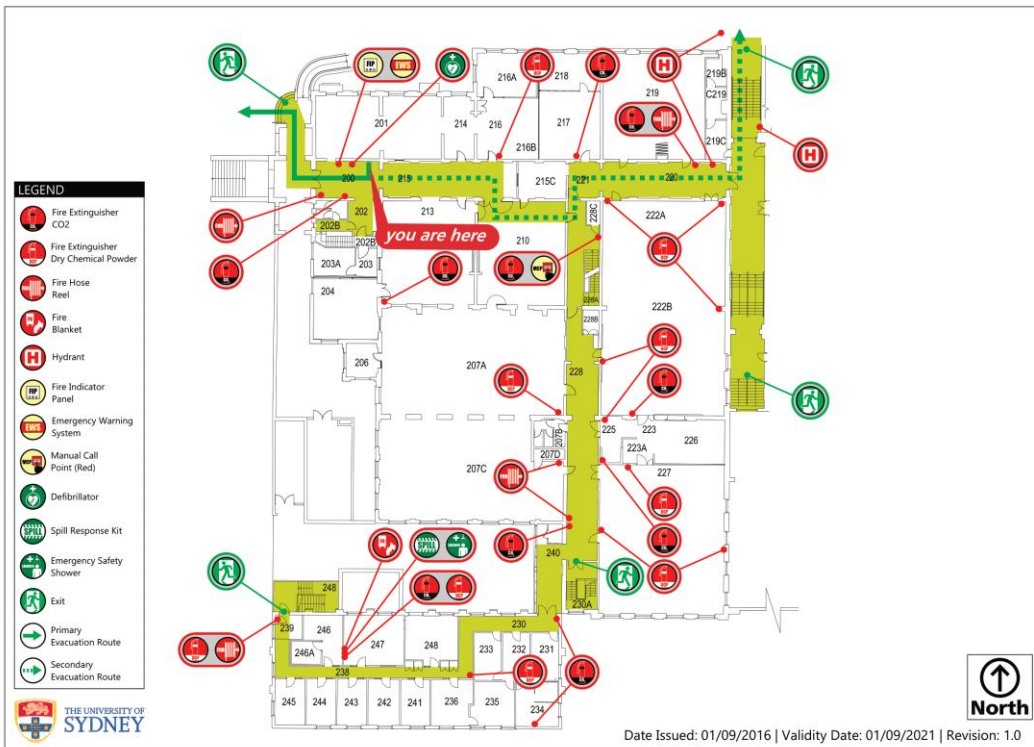 FIP
EWS
216A
218
219
219B
C219
219C
201
214
216
217
216B
215C
200
215
221
220
202
202B
213
228C
222A
you are here
202B
203A
203
210
MCP
204
228A
228B
222B
206
207A
228
207B
207D
225
223
223A
226
207C
227
SPILL
240
230A
248
239
246
246A
247
248
230
238
233
232
231
245
244
243
242
241
236
235
234
LEGEND
Fire Extinguisher
CO2
Fire Extinguisher
Dry Chemical Powder
Fire Hose
Reel
Fire
Blanket
H
Hydrant
FIP
Fire Indicator
Panel
EWS
Emergency Warning
System
MCP
Manual Call
Point (Red)
Defibrillator
SPILL
Spill Response Kit
Emergency Safety
Shower
Exit
Primary
Evacuation Route
Secondary
Evacuation Route
THE UNIVERSITY OF
SYDNEY
North
Date Issued: 01/09/2016 | Validity Date: 01/09/2021 | Revision: 1.0